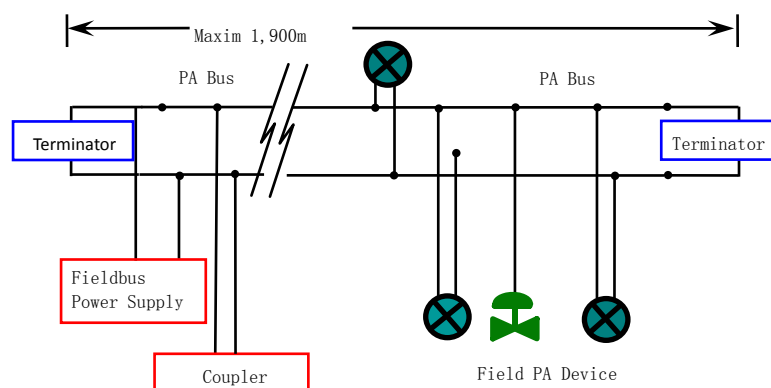 Maxim 1,900m
PA Bus
PA Bus
Terminator
Terminator
Fieldbus
Power Supply
Coupler
Field PA Device